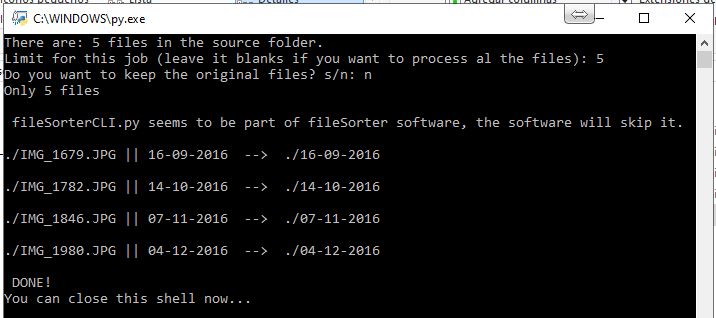 C:\WINDOWS\py.exe
There are: 5 files in the source folder.
Limit for this job (leave it blanks if you want to process al the files): 5
Do you want to keep the original files? s/n: n
Only 5 files
fileSorterCLI.py seems to be part of fileSorter software, the software will skip it.
./IMG_1679.JPG || 16-09-2016 --> ./16-09-2016
./IMG_1782.JPG || 14-10-2016 --> ./14-10-2016
./IMG_1846.JPG || 07-11-2016 --> ./07-11-2016
./IMG_1980.JPG || 04-12-2016 --> ./04-12-2016
DONE!
You can close this shell now...